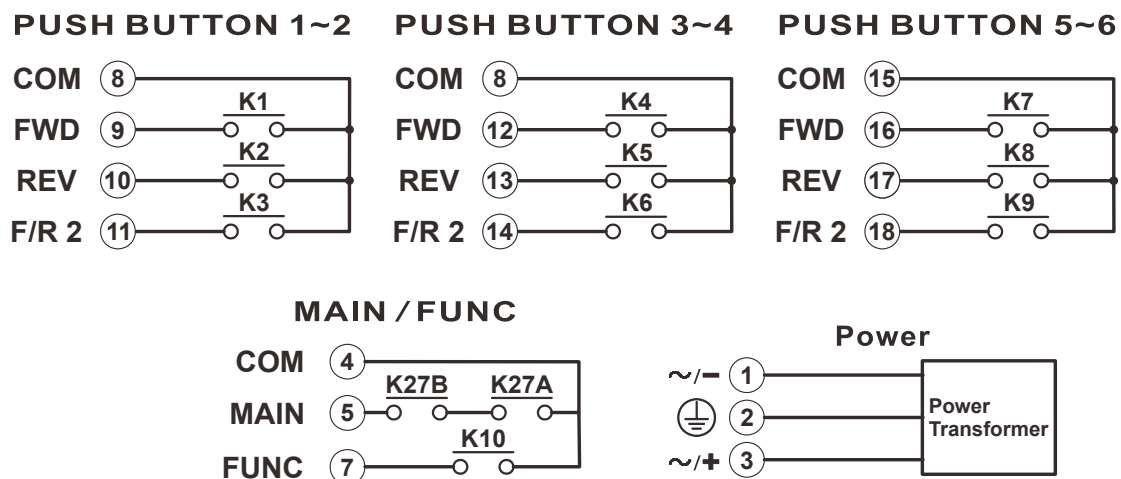 PUSH BUTTON 1~2
COM 8
K1
FWD 9
K2
REV 10
K3
F/R 2 11
PUSH BUTTON 3~4
COM 8
K4
FWD 12
K5
REV 13
K6
F/R 2 14
PUSH BUTTON 5~6
COM 15
K7
FWD 16
K8
REV 17
K9
F/R 2 18
MAIN / FUNC
COM 4
K27B K27A
MAIN 5
K10
FUNC 7
Power
~/- 1
2
~/+ 3
Power
Transformer